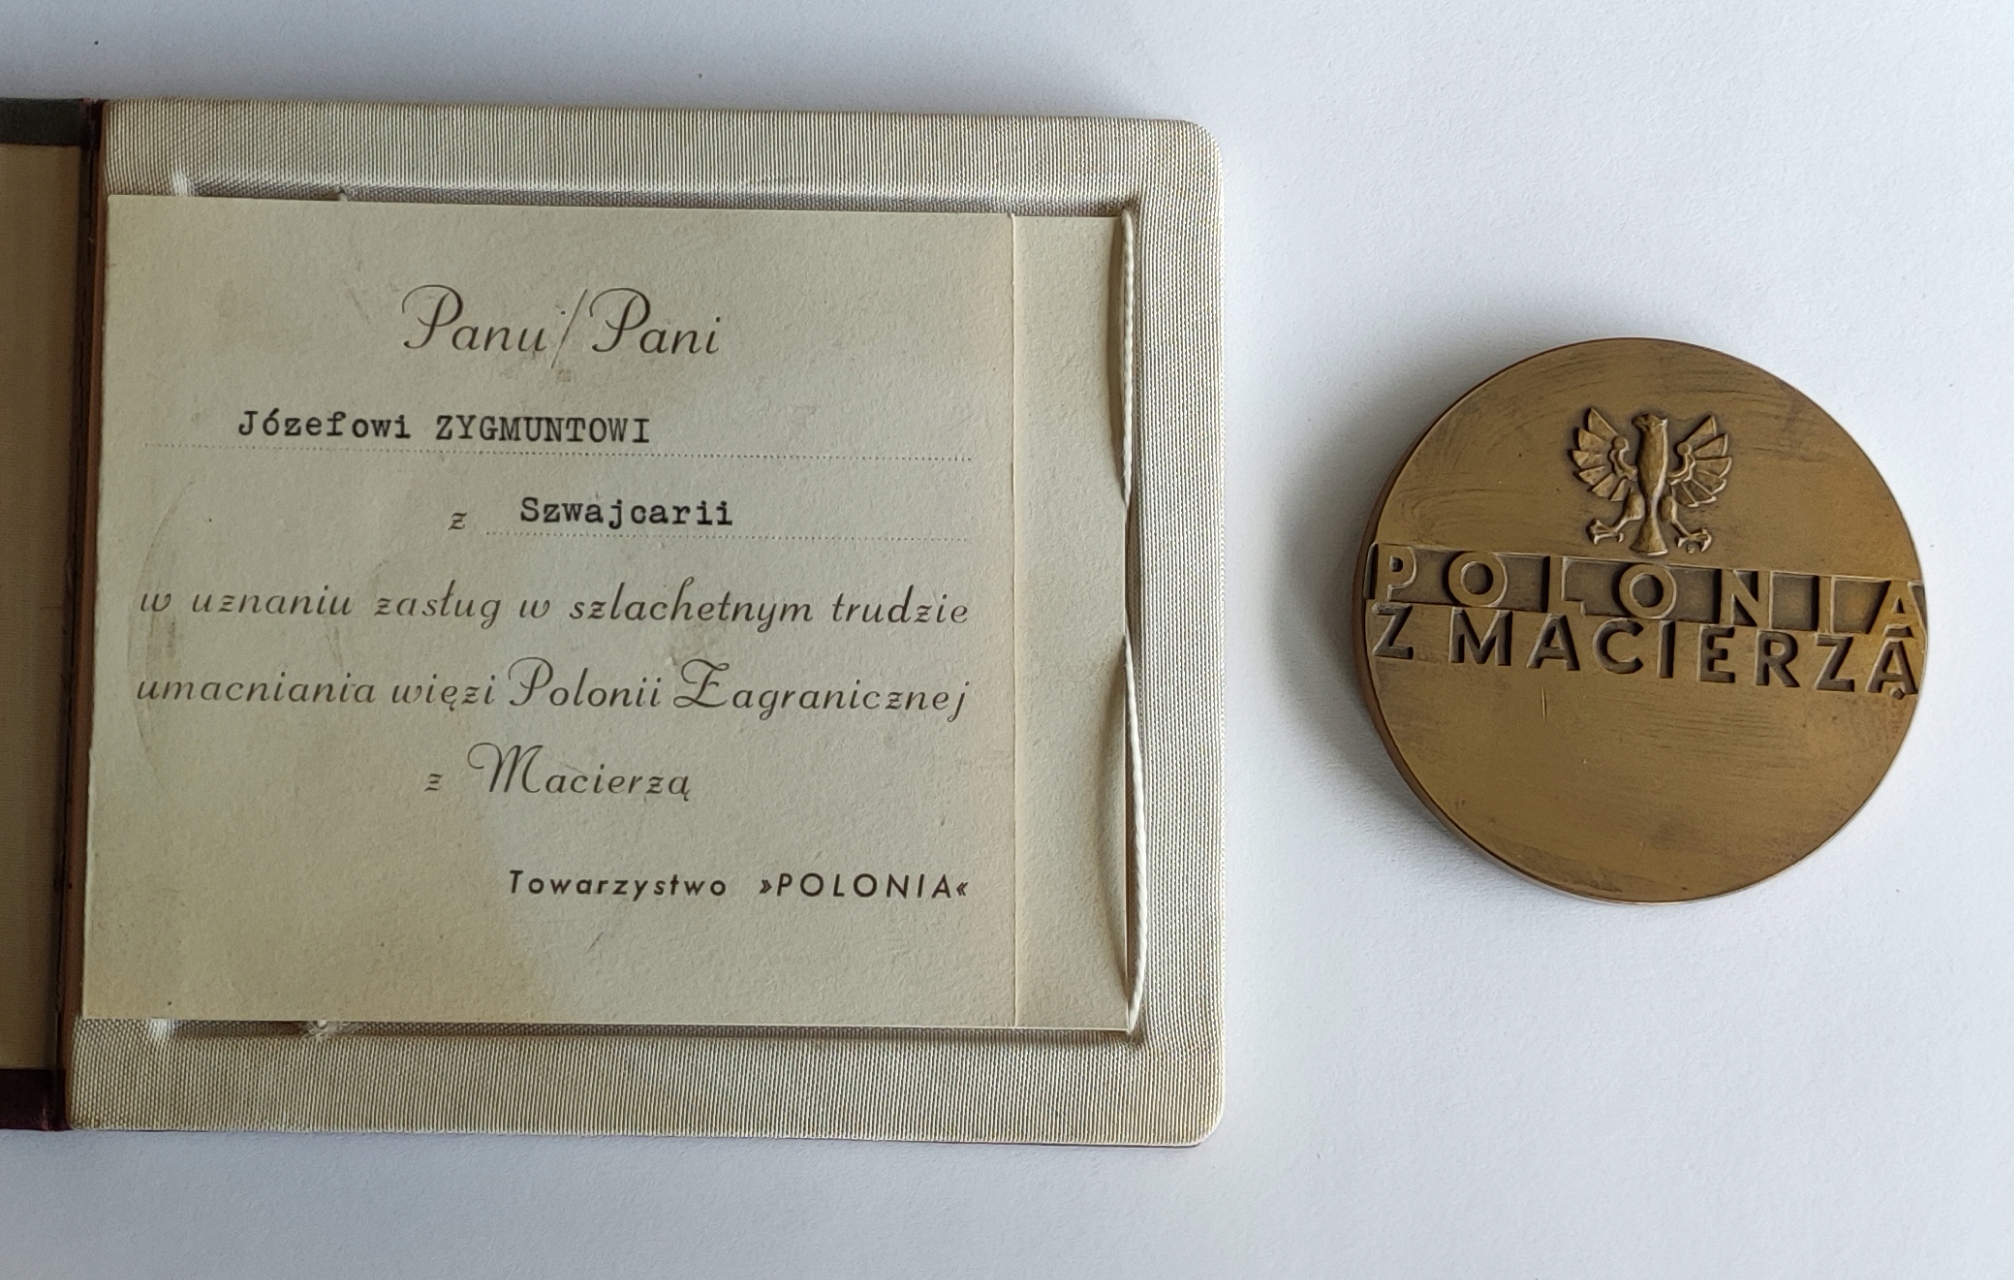 Panu/Pani
Józefowi ZYGMUNTOWI
z Szwajcarii
w uznaniu zasług w szlachetnym trudzie
umacniania więzi Polonii Zagranicznej
z Macierzą
Towarzystwo »POLONIA«
POLONIA
Z MACIERZĄ